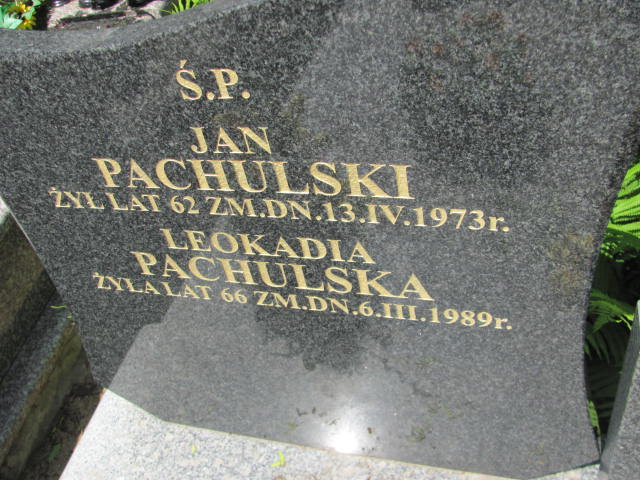 Ś.P.
JAN
PACHULSKI
ŻYŁ LAT 62 ZM.DN.13.IV.1973r.
LEOKADIA
PACHULSKA
ŻYŁA LAT 66 ZM.DN.6.III.1989r.